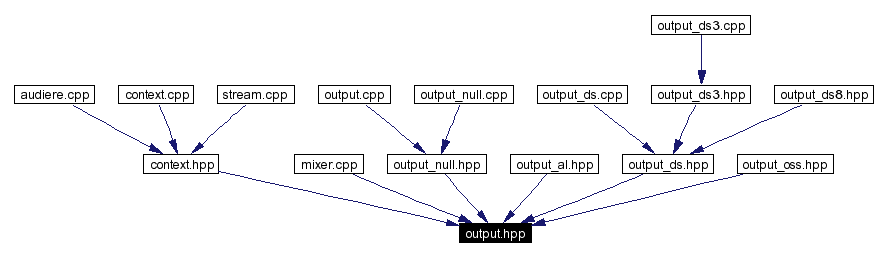 output_ds3.cpp
audiere.cpp
context.cpp
stream.cpp
output.cpp
output_null.cpp
output_ds.cpp
output_ds3.hpp
output_ds8.hpp
context.hpp
mixer.cpp
output_null.hpp
output_al.hpp
output_ds.hpp
output_oss.hpp
output.hpp